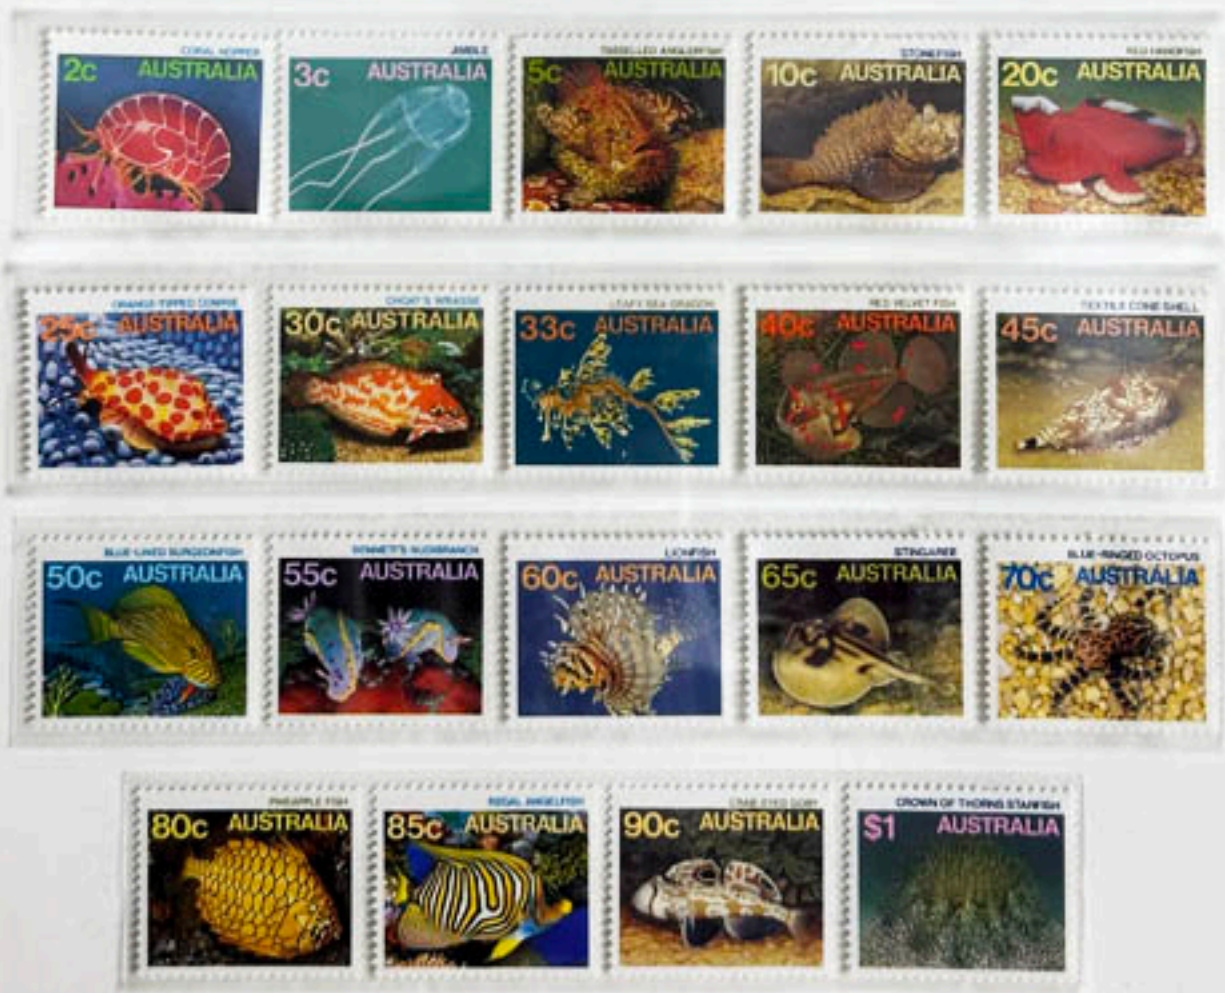 CORAL HOPPER
2c AUSTRALIA
JIMBLE
3c AUSTRALIA
TASSELLED ANGLERFISH
5c AUSTRALIA
STONEFISH
10c AUSTRALIA
RED HANDFISH
20c AUSTRALIA
ORANGE-TIPPED COWRIE
25c AUSTRALIA
CHOAT'S WRASSE
30c AUSTRALIA
LEAFY SEA-DRAGON
33c AUSTRALIA
RED VELVET FISH
40c AUSTRALIA
TEXTILE CONE SHELL
45c AUSTRALIA
BLUE-LINED SURGEONFISH
50c AUSTRALIA
BENNETT'S NUDIBRANCH
55c AUSTRALIA
LIONFISH
60c AUSTRALIA
STINGAREE
65c AUSTRALIA
BLUE-RINGED OCTOPUS
70c AUSTRALIA
PINEAPPLE FISH
80c AUSTRALIA
REGAL ANGELFISH
85c AUSTRALIA
CRAB-EYED GOBY
90c AUSTRALIA
CROWN OF THORNS STARFISH
$1 AUSTRALIA